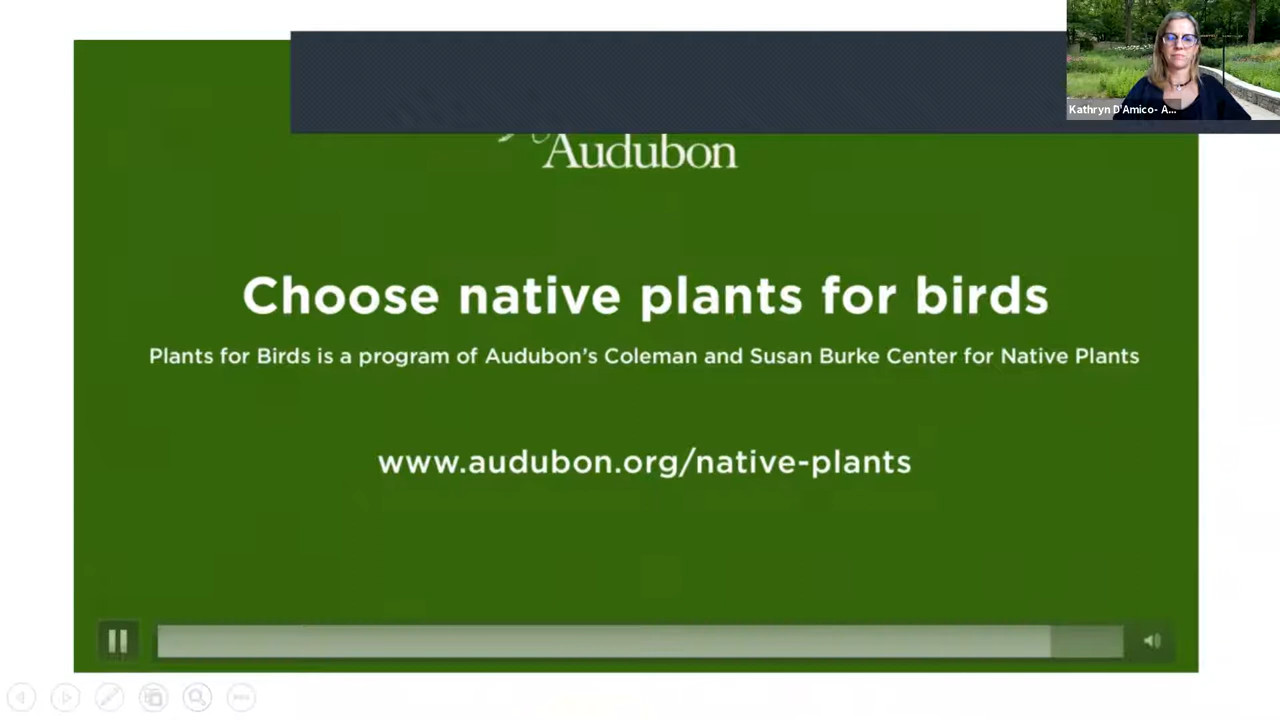 Kathryn D'Amico- A...
Audubon
Choose native plants for birds
Plants for Birds is a program of Audubon's Coleman and Susan Burke Center for Native Plants
www.audubon.org/native-plants